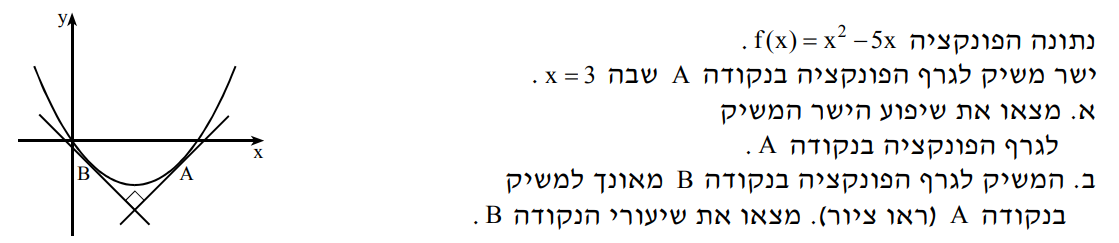 נתונה הפונקציה f(x) = x² − 5x .
ישר משיק לגרף הפונקציה בנקודה A שבה x = 3 .
א. מצאו את שיפוע הישר המשיק
לגרף הפונקציה בנקודה A .
ב. המשיק לגרף הפונקציה בנקודה B מאונך למשיק
בנקודה A (ראו ציור). מצאו את שיעורי הנקודה B .
y
x
B
A